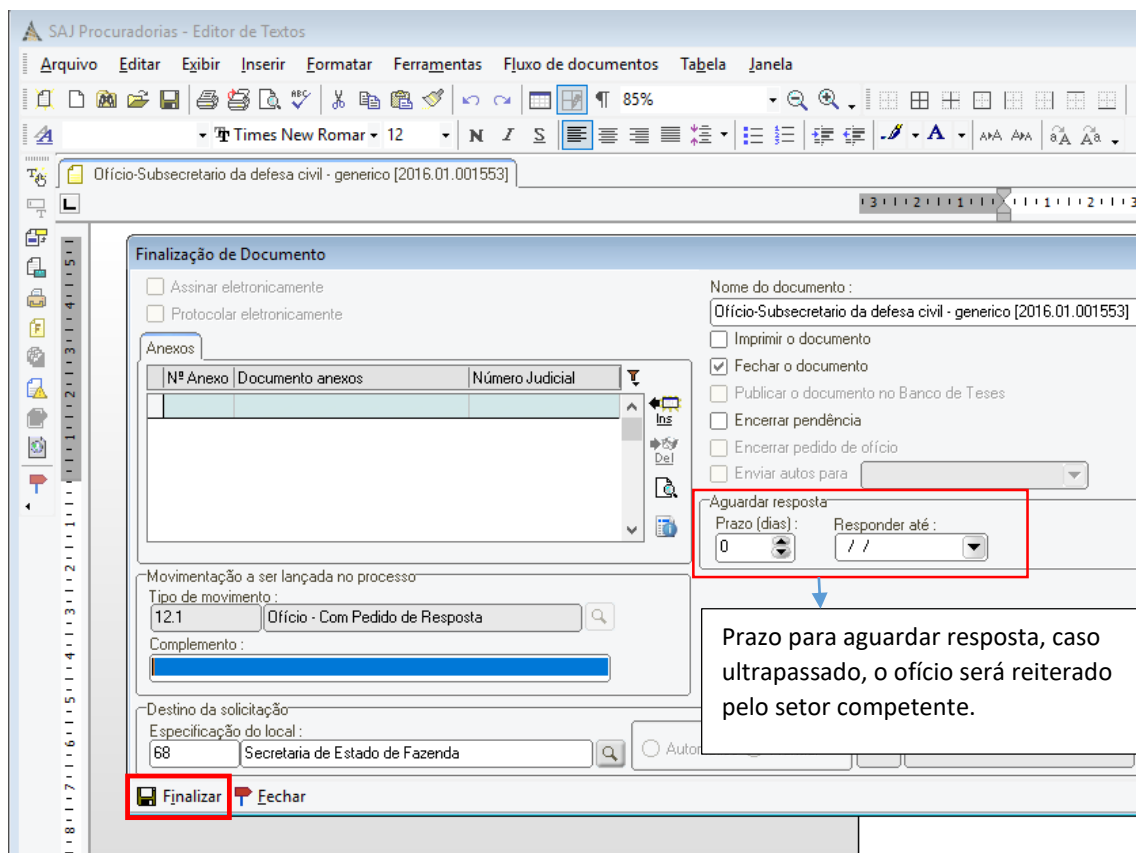 SAJ Procuradorias - Editor de Textos
Arquivo Editar Exibir Inserir Formatar Ferramentas Fluxo de documentos Tabela Janela
ABC 85%
Times New Romar 12 N I S
Ofício-Subsecretario da defesa civil - generico [2016.01.001553]
Finalização de Documento
Assinar eletronicamente
Protocolar eletronicamente
Anexos
Nº Anexo Documento anexos Número Judicial
Ins
Del
Nome do documento :
Ofício-Subsecretario da defesa civil - generico [2016.01.001553]
Imprimir o documento
Fechar o documento
Publicar o documento no Banco de Teses
Encerrar pendência
Encerrar pedido de ofício
Enviar autos para
Aguardar resposta
Prazo (dias) : Responder até :
0 / /
Movimentação a ser lançada no processo
Tipo de movimento :
12.1 Ofício - Com Pedido de Resposta
Complemento :
Prazo para aguardar resposta, caso
ultrapassado, o ofício será reiterado
pelo setor competente.
Destino da solicitação
Especificação do local :
68 Secretaria de Estado de Fazenda
Finalizar Fechar